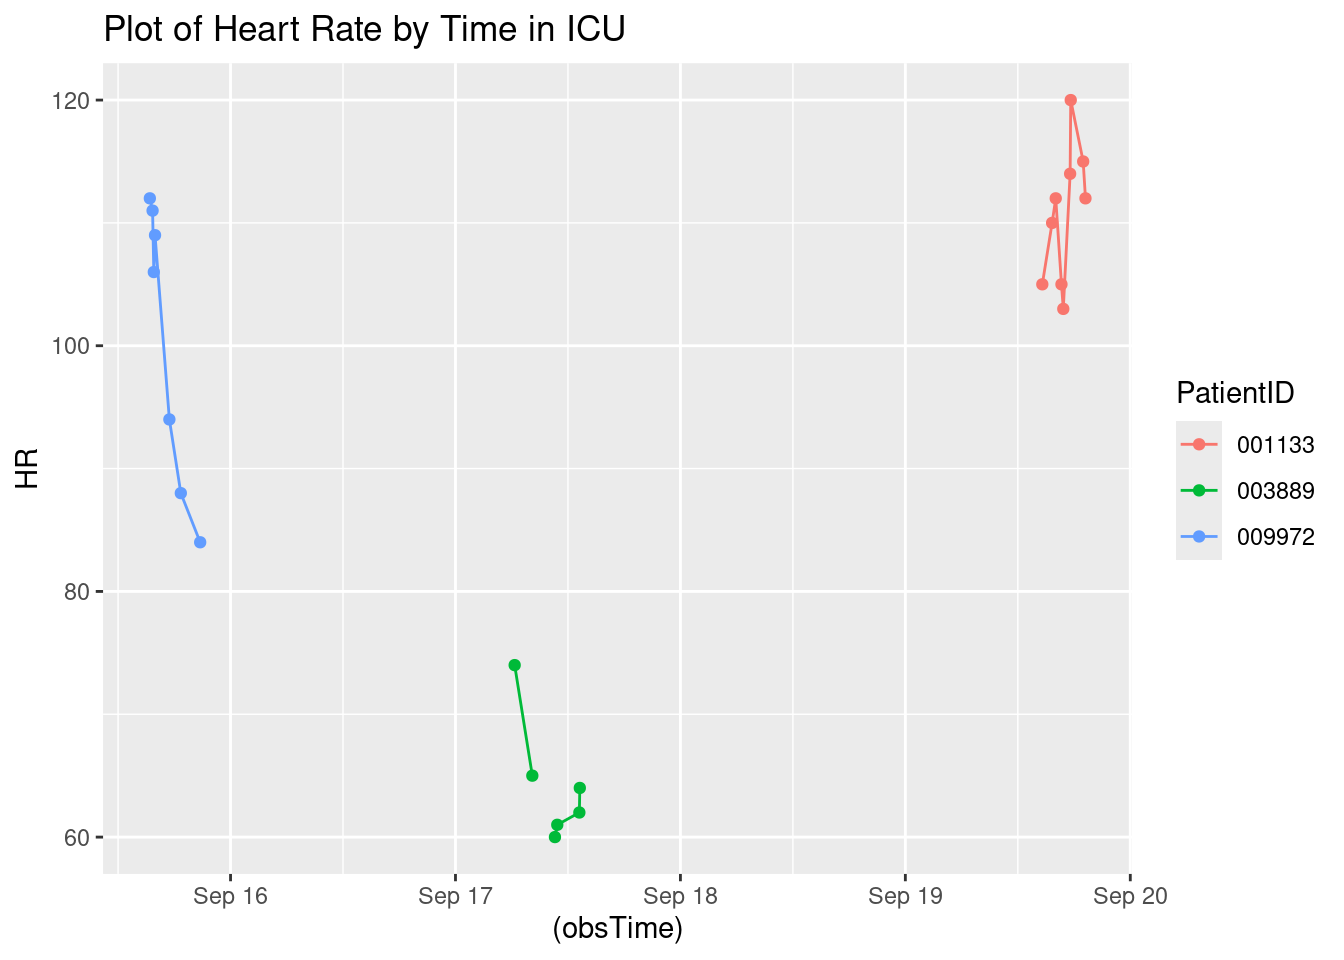 Plot of Heart Rate by Time in ICU
120
100
80
60
HR
Sep 16
Sep 17
Sep 18
Sep 19
Sep 20
(obsTime)
PatientID
001133
003889
009972